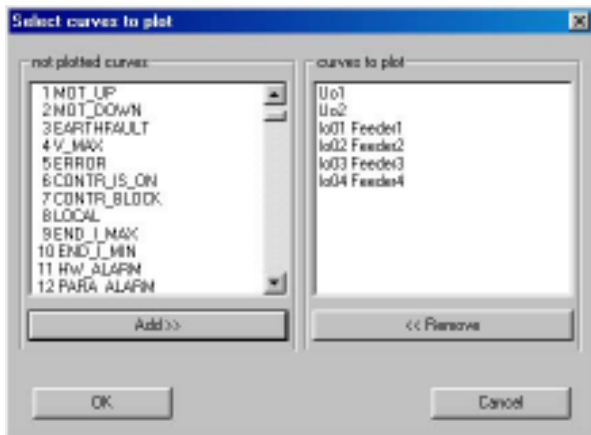 Select curves to plot
not plotted curves
1 MOT_UP
2 MOT_DOWN
3 EARTHFAULT
4 V_MAX
5 ERROR
6 CONTR_IS_ON
7 CONTR_BLOCK
8 LOCAL
9 END_I_MAX
10 END_I_MIN
11 HW_ALARM
12 PARA_ALARM
Add>>
curves to plot
Uo1
Uo2
Io01 Feeder1
Io02 Feeder2
Io03 Feeder3
Io04 Feeder4
<< Remove
OK
Cancel